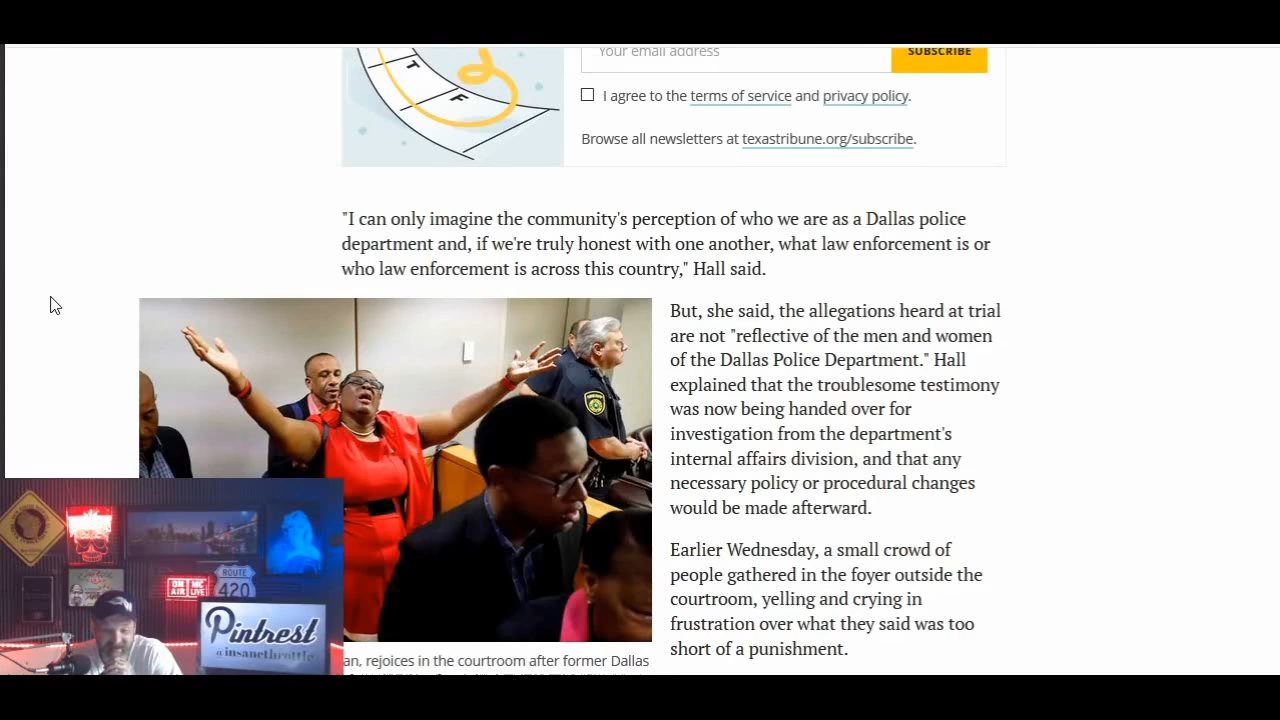 Your email address
SUBSCRIBE
T
F
I agree to the terms of service and privacy policy.
Browse all newsletters at texastribune.org/subscribe.
"I can only imagine the community's perception of who we are as a Dallas police
department and, if we're truly honest with one another, what law enforcement is or
who law enforcement is across this country," Hall said.
But, she said, the allegations heard at trial
are not "reflective of the men and women
of the Dallas Police Department." Hall
explained that the troublesome testimony
was now being handed over for
investigation from the department's
internal affairs division, and that any
necessary policy or procedural changes
would be made afterward.
Earlier Wednesday, a small crowd of
people gathered in the foyer outside the
courtroom, yelling and crying in
frustration over what they said was too
short of a punishment.
ON AIR
MIC LIVE
ROUTE
420
Pintrest
@insanethrottle
an, rejoices in the courtroom after former Dallas